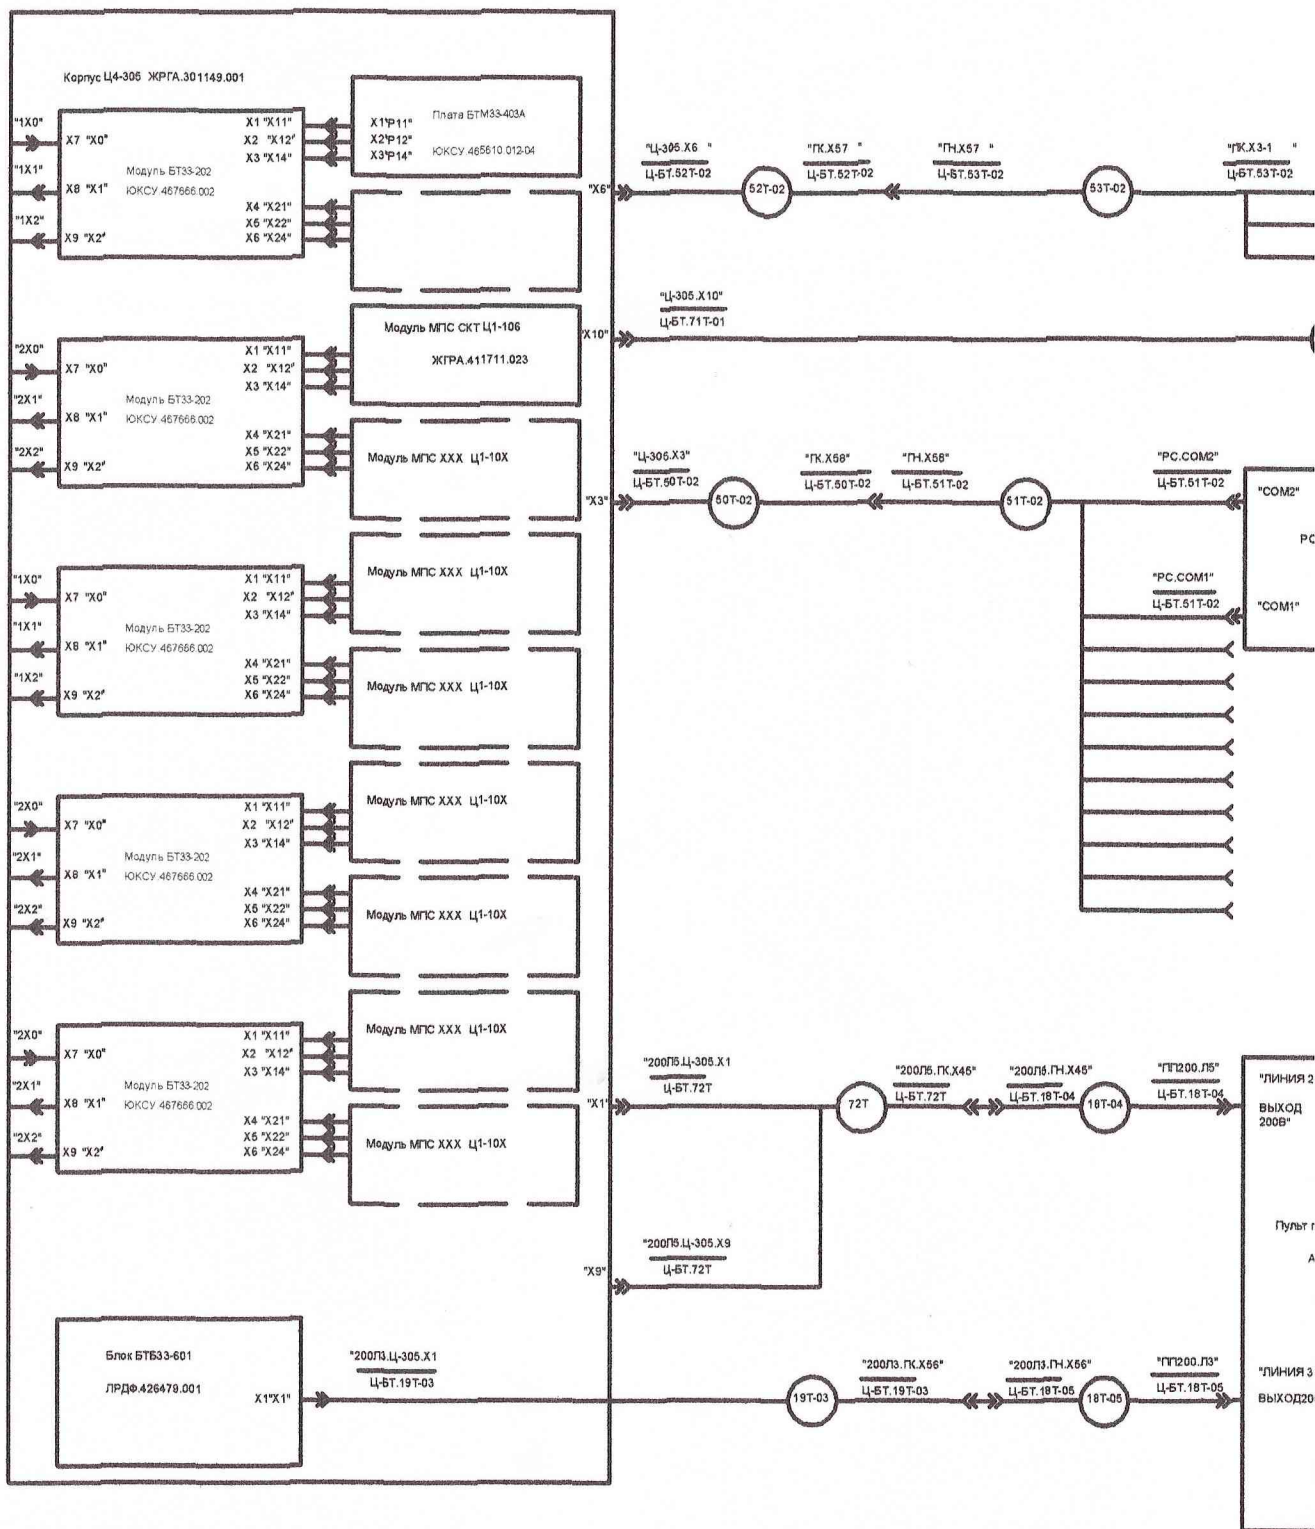 Корпус Ц4-305 ЖРГА.301149.001
"1X0"
X7 "X0"
"1X1"
X8 "X1"
"1X2"
X9 "X2"
Модуль БТ33-202
ЮКСУ 467666.002
X1 "X11"
X2 "X12"
X3 "X14"
X4 "X21"
X5 "X22"
X6 "X24"
X1"P11"
X2"P12"
X3"P14"
Плата БТМ33-403А
ЮКСУ 465610.012-04
"2X0"
X7 "X0"
"2X1"
X8 "X1"
"2X2"
X9 "X2"
Модуль БТ33-202
ЮКСУ 467666.002
X1 "X11"
X2 "X12"
X3 "X14"
X4 "X21"
X5 "X22"
X6 "X24"
Модуль МПС СКТ Ц1-106
ЖГРА.411711.023
Модуль МПС XXX Ц1-10X
"1X0"
X7 "X0"
"1X1"
X8 "X1"
"1X2"
X9 "X2"
Модуль БТ33-202
ЮКСУ 467666.002
X1 "X11"
X2 "X12"
X3 "X14"
X4 "X21"
X5 "X22"
X6 "X24"
Модуль МПС XXX Ц1-10X
Модуль МПС XXX Ц1-10X
"2X0"
X7 "X0"
"2X1"
X8 "X1"
"2X2"
X9 "X2"
Модуль БТ33-202
ЮКСУ 467666.002
X1 "X11"
X2 "X12"
X3 "X14"
X4 "X21"
X5 "X22"
X6 "X24"
Модуль МПС XXX Ц1-10X
Модуль МПС XXX Ц1-10X
"2X0"
X7 "X0"
"2X1"
X8 "X1"
"2X2"
X9 "X2"
Модуль БТ33-202
ЮКСУ 467666.002
X1 "X11"
X2 "X12"
X3 "X14"
X4 "X21"
X5 "X22"
X6 "X24"
Модуль МПС XXX Ц1-10X
Модуль МПС XXX Ц1-10X
Блок БТБ33-601
ЛРДФ.426479.001
X1"X1"
"200Л3.Ц-305.X1
Ц-БТ.19Т-03
"X6"
"Ц-305.X6 "
Ц-БТ.52Т-02
52Т-02
"ГК.X57 "
Ц-БТ.52Т-02
"ГН.X57 "
Ц-БТ.53Т-02
53Т-02
"ПК.X3-1 "
Ц-БТ.53Т-02
"X10"
"Ц-305.X10"
Ц-БТ.71Т-01
"X3"
"Ц-305.X3"
Ц-БТ.50Т-02
50Т-02
"ГК.X58"
Ц-БТ.50Т-02
"ГН.X58"
Ц-БТ.51Т-02
51Т-02
"PC.COM2"
Ц-БТ.51Т-02
"COM2"
PC
"PC.COM1"
Ц-БТ.51Т-02
"COM1"
"X1"
"200Л5.Ц-305.X1
Ц-БТ.72Т
72Т
"200Л5.ГК.X45"
Ц-БТ.72Т
"200Л5.ГН.X45"
Ц-БТ.18Т-04
18Т-04
"ПП200.Л5"
Ц-БТ.18Т-04
"ЛИНИЯ 2
ВЫХОД
200В"
"X9"
"200Л5.Ц-305.X9
Ц-БТ.72Т
Пульт
А
19Т-03
"200Л3.ГК.X56"
Ц-БТ.19Т-03
"200Л3.ГН.X56"
Ц-БТ.18Т-05
18Т-05
"ПП200.Л3"
Ц-БТ.18Т-05
"ЛИНИЯ 3
ВЫХОД20